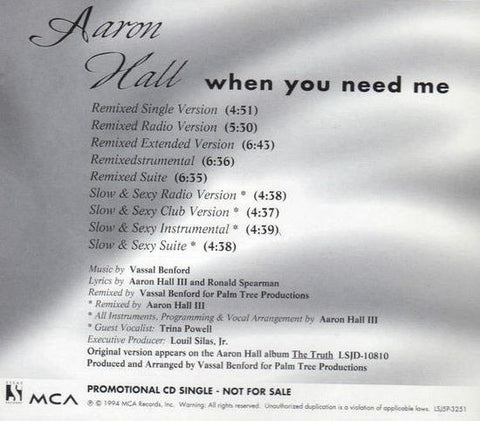 Aaron
Hall when you need me
Remixed Single Version (4:51)
Remixed Radio Version (5:30)
Remixed Extended Version (6:43)
Remixedstrumental (6:36)
Remixed Suite (6:35)
Slow & Sexy Radio Version * (4:38)
Slow & Sexy Club Version * (4:37)
Slow & Sexy Instrumental * (4:39)
Slow & Sexy Suite * (4:38)
Music by Vassal Benford
Lyrics by Aaron Hall III and Ronald Spearman
Remixed by Vassal Benford for Palm Tree Productions
* Remixed by Aaron Hall III
* All Instruments, Programming & Vocal Arrangement by Aaron Hall III
* Guest Vocalist: Trina Powell
Executive Producer: Louil Silas, Jr.
Original version appears on the Aaron Hall album The Truth LSJD-10810
Produced and Arranged by Vassal Benford for Palm Tree Productions
MCA PROMOTIONAL CD SINGLE - NOT FOR SALE
℗ © 1994 MCA Records, Inc. Warning: All rights reserved. Unauthorized duplication is a violation of applicable laws. LSJ5P-3251